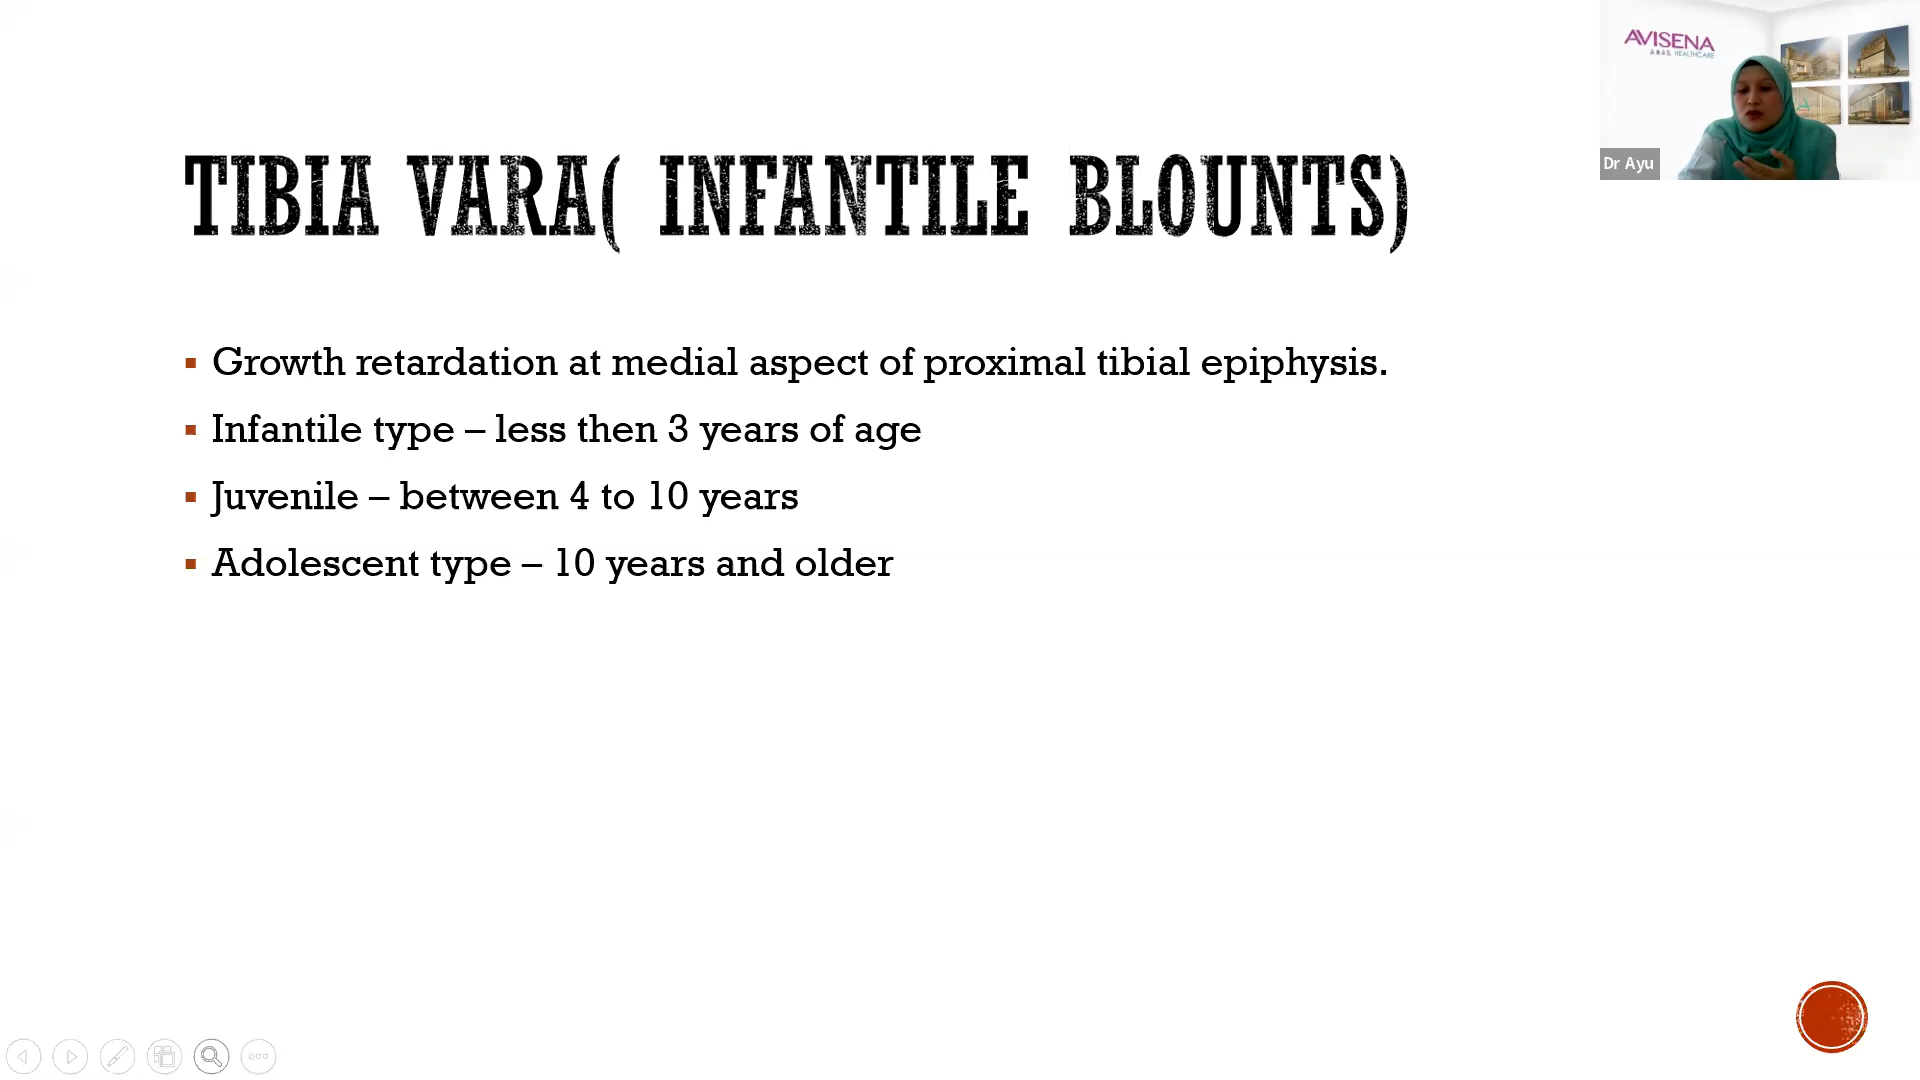 AVISENA
HEALTHCARE
Dr Ayu
TIBIA VARA( INFANTILE BLOUNTS)
▪ Growth retardation at medial aspect of proximal tibial epiphysis.
▪ Infantile type – less then 3 years of age
▪ Juvenile – between 4 to 10 years
▪ Adolescent type – 10 years and older